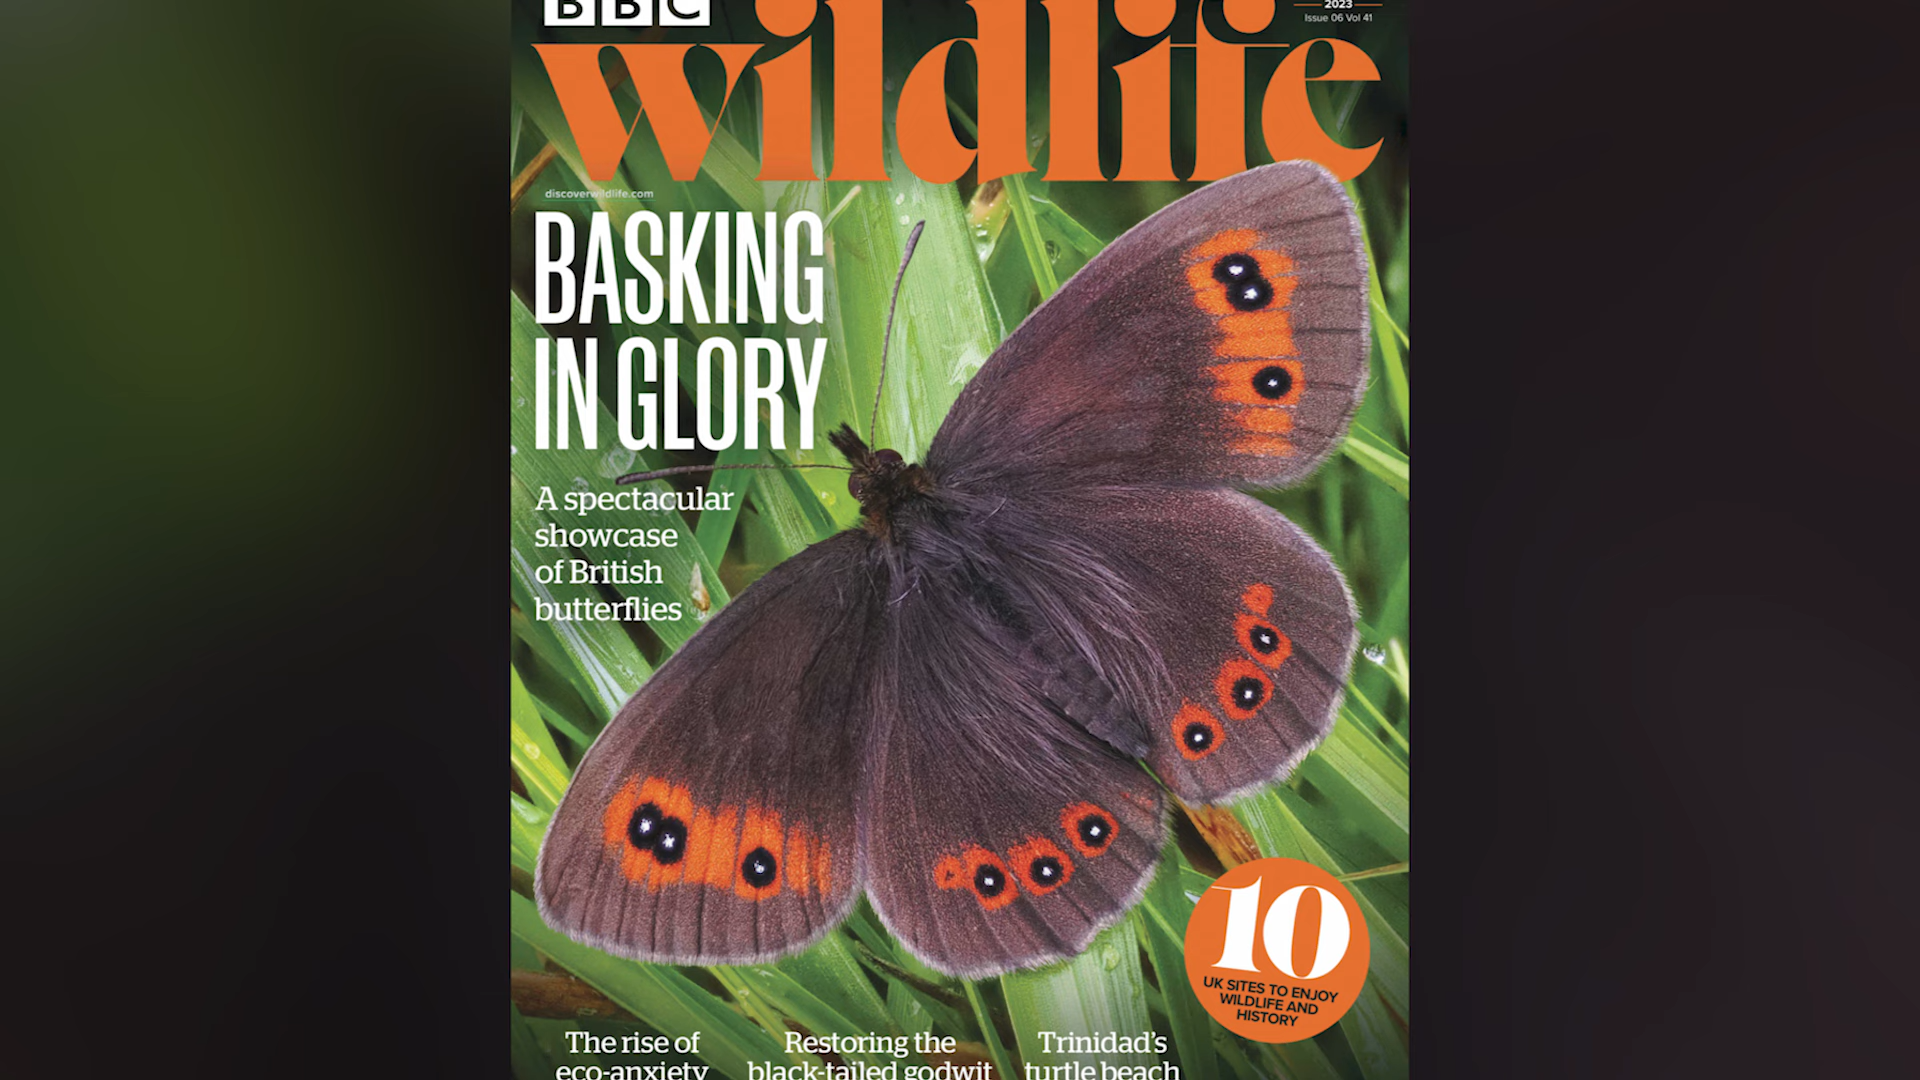 BBC
wildlife
2023
Issue 06 Vol 41
discoverwildlife.com
BASKING
IN GLORY
A spectacular
showcase
of British
butterflies
10
UK SITES TO ENJOY
WILDLIFE AND
HISTORY
The rise of
eco-anxiety
Restoring the
black-tailed godwit
Trinidad's
turtle beach